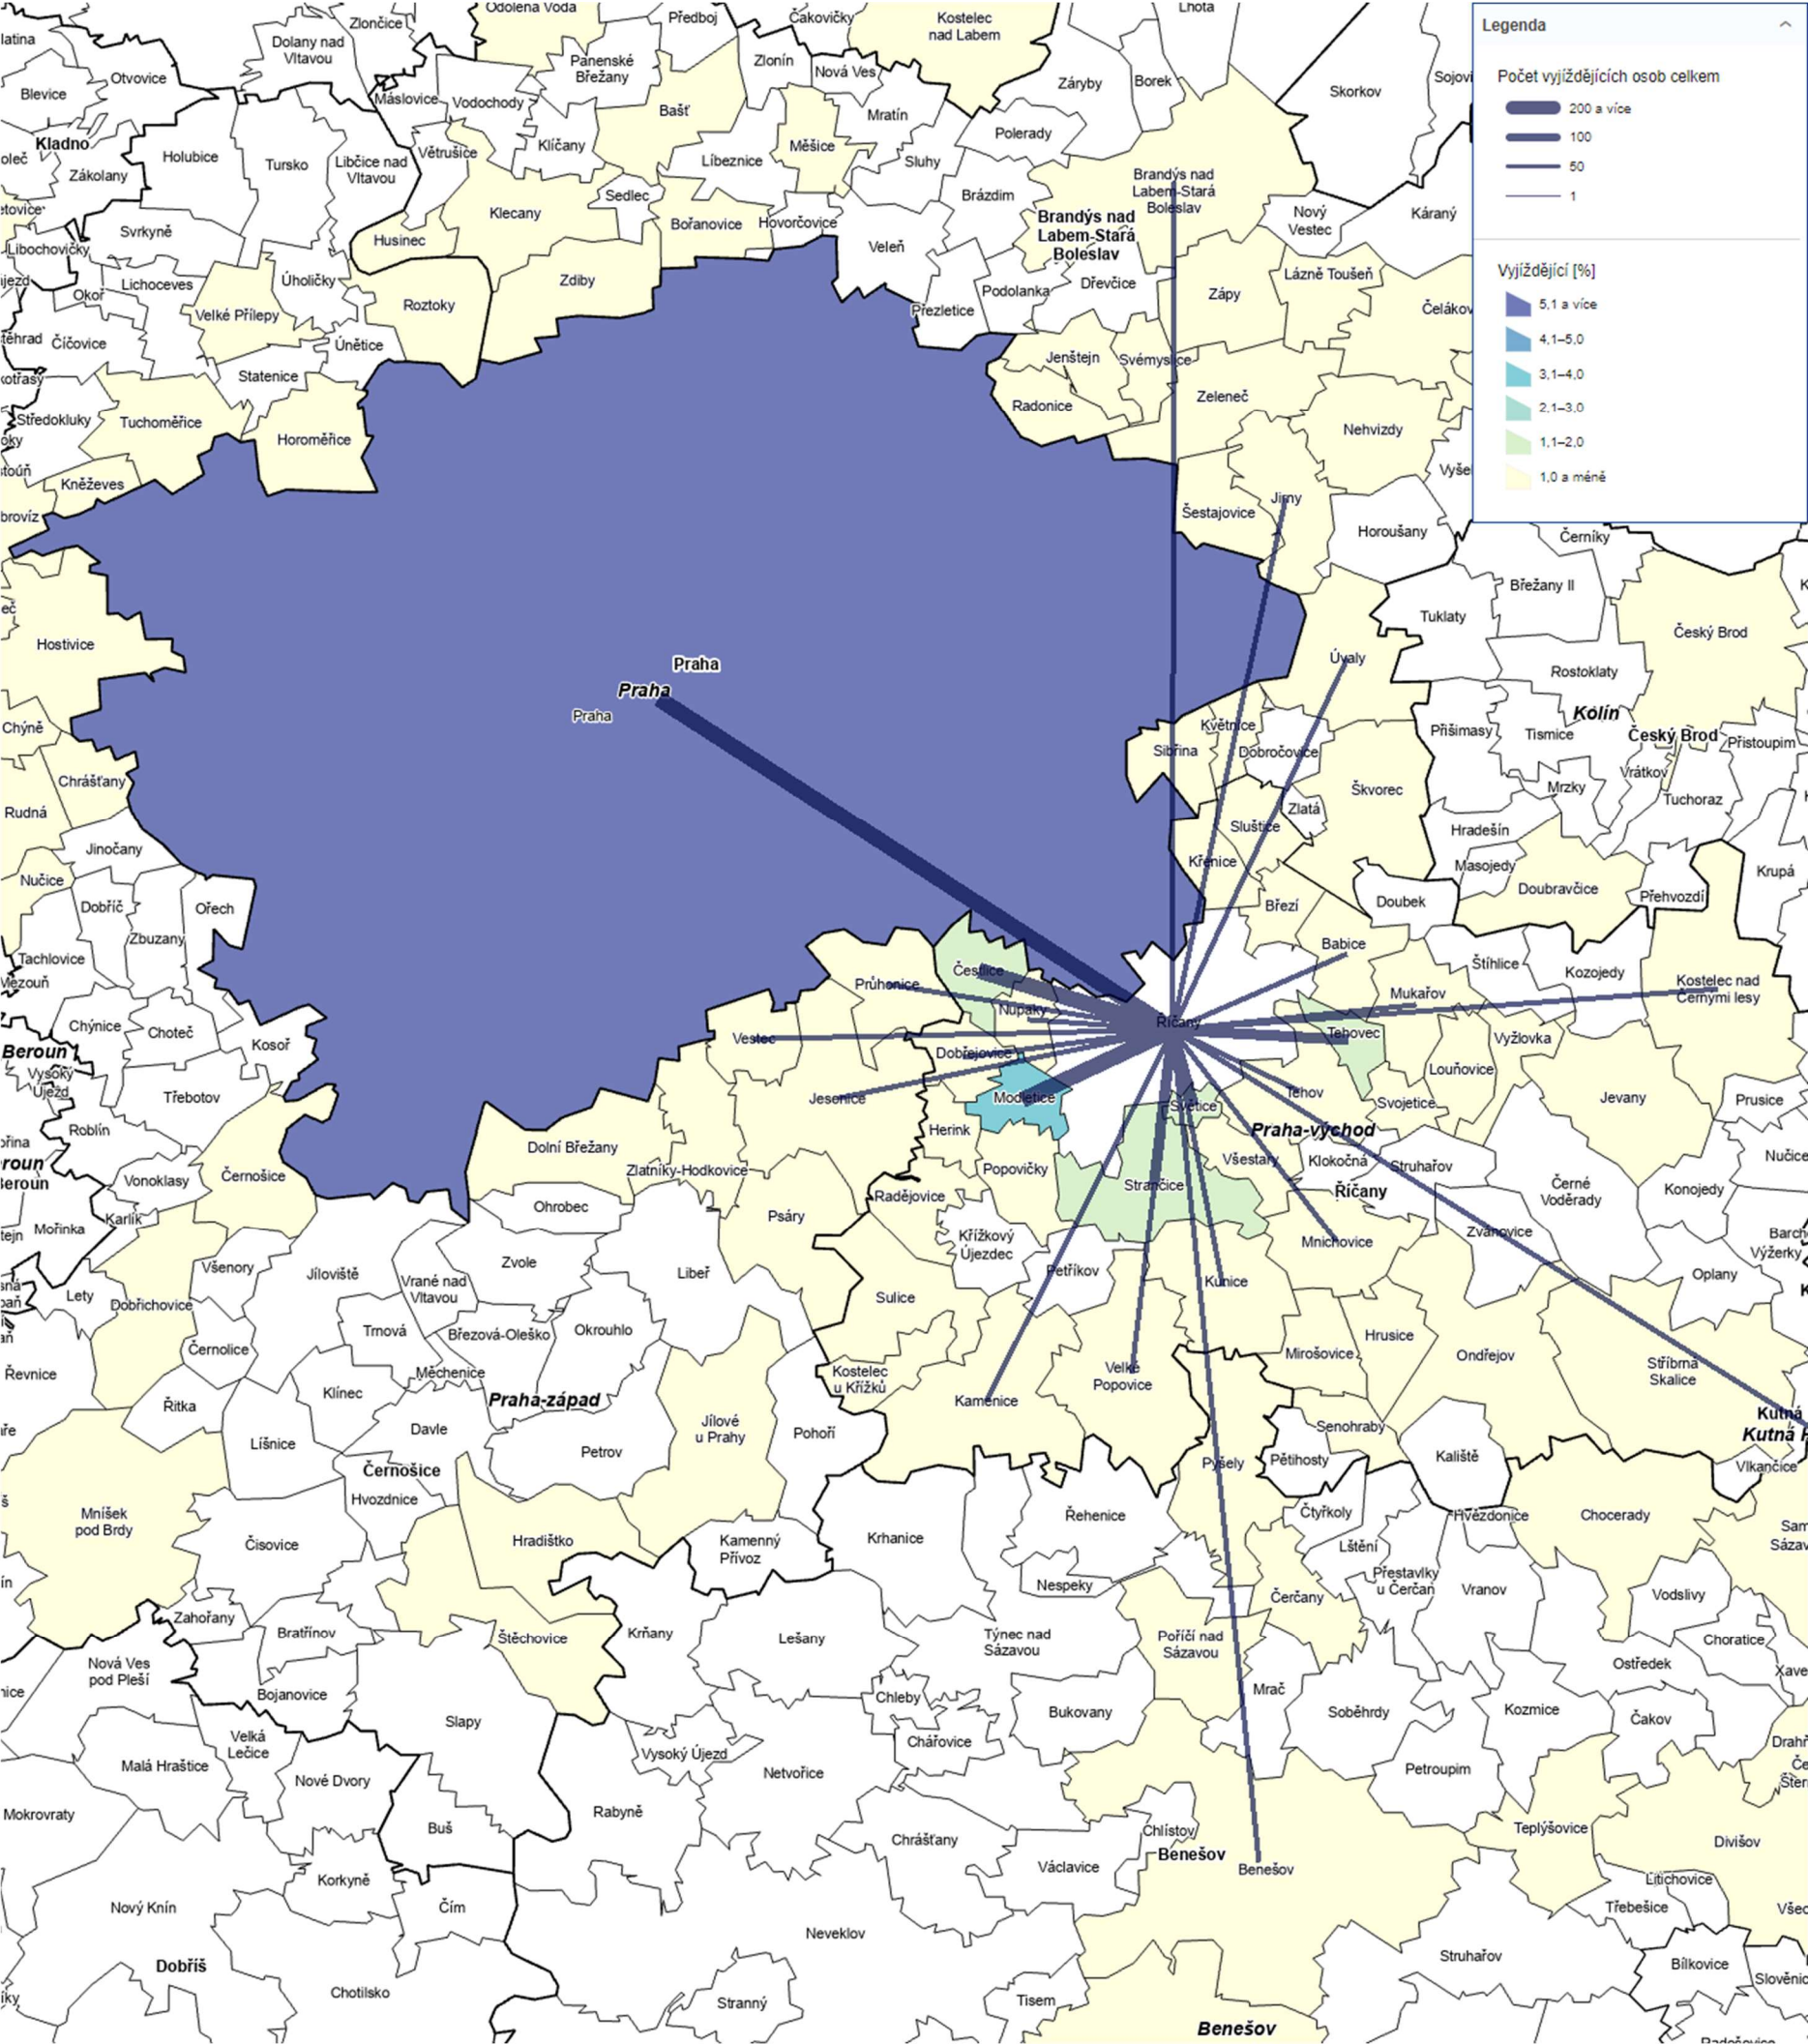 Zlončice
Odolena Voda
Předboj
Čakovičky
Kostelec
nad Labem
Lhota
Dolany nad
Vltavou
Otvovice
Panenské
Břežany
Zlonín
Nová Ves
Záryby
Borek
Skorkov
Blevice
Máslovice
Vodochody
Bašť
Mratín
Polerady
Kladno
Zákolany
Holubice
Tursko
Libčice nad
Vltavou
Větrušice
Klíčany
Líbeznice
Měšice
Sluhy
Brandýs nad
Labem-Stará
Boleslav
Sedlec
Brázdim
Klecany
Bořanovice
Hovorčovice
Brandýs nad
Labem-Stará
Boleslav
Nový
Vestec
Káraný
Svrkyně
Husinec
Veleň
Libochovičky
Lichoceves
Okoř
Úholičky
Zdiby
Podolanka
Dřevčice
Zápy
Lázně Toušeň
Velké Přílepy
Roztoky
Přezletice
Číčovice
Únětice
Statenice
Jenštejn
Svémyslice
Zeleneč
Radonice
Středokluky
Tuchoměřice
Horoměřice
Nehvizdy
Kněževes
Jirny
Šestajovice
Horoušany
Legenda
Počet vyjíždějících osob celkem
200 a více
100
50
1
Vyjíždějící [%]
5,1 a více
4,1–5,0
3,1–4,0
2,1–3,0
1,1–2,0
1,0 a méně
Černíky
Břežany II
Tuklaty
Český Brod
Hostivice
Praha
Praha
Praha
Úvaly
Rostoklaty
Kolín
Chýně
Květnice
Sibřina
Dobročovice
Přišimasy
Tismice
Český Brod
Přistoupim
Chrášťany
Škvorec
Vrátkov
Mrzky
Tuchoraz
Rudná
Zlatá
Sluštice
Hradešín
Jinočany
Křenice
Masojedy
Krupá
Nučice
Doubravčice
Přehvozdí
Dobříč
Ořech
Březí
Doubek
Zbuzany
Babice
Tachlovice
Čestlice
Štíhlice
Kozojedy
Mezouň
Průhonice
Mukařov
Kostelec nad
Černými lesy
Chýnice
Choteč
Nupaky
Říčany
Tehovec
Vyžlovka
Kosoř
Vestec
Dobřejovice
Beroun
Vysoký
Újezd
Louňovice
Třebotov
Jesenice
Modletice
Světice
Tehov
Svojetice
Jevany
Prusice
Roblín
Herink
Praha-východ
Dolní Břežany
Zlatníky-Hodkovice
Popovičky
Všestary
Klokočná
Struhařov
Nučice
Vonoklasy
Černošice
Strančice
Říčany
Černé
Voděrady
Konojedy
Ohrobec
Radějovice
Karlík
Mořinka
Psáry
Křížkový
Újezdec
Mnichovice
Zvánovice
Výžerky
Všenory
Zvole
Jíloviště
Libeř
Petříkov
Kunice
Oplany
Lety
Dobřichovice
Vrané nad
Vltavou
Sulice
Trnová
Březová-Oleško
Okrouhlo
Hrusice
Černolice
Mirošovice
Ondřejov
Řevnice
Měchenice
Kostelec
u Křížků
Velké
Popovice
Stříbrná
Skalice
Klínec
Praha-západ
Kamenice
Řitka
Kutná
Kutná
Davle
Jílové
u Prahy
Pohoří
Senohraby
Líšnice
Petrov
Pyšely
Pětihosty
Kaliště
Vlkančice
Černošice
Hvozdnice
Mníšek
pod Brdy
Řehenice
Čtyřkoly
Hvězdonice
Chocerady
Čisovice
Hradištko
Kamenný
Přívoz
Krhanice
Lštění
Nespeky
Přestavlky
u Čerčan
Vranov
Vodslivy
Čerčany
Zahořany
Bratřínov
Štěchovice
Krňany
Lešany
Týnec nad
Sázavou
Poříčí nad
Sázavou
Choratice
Nová Ves
pod Pleší
Ostředek
Bojanovice
Chleby
Mrač
Slapy
Bukovany
Soběhrdy
Kozmice
Čakov
Velká
Lečice
Chářovice
Malá Hraštice
Vysoký Újezd
Nové Dvory
Netvořice
Petroupim
Mokrovraty
Rabyně
Buš
Chlístov
Teplýšovice
Divišov
Chrášťany
Benešov
Václavice
Benešov
Korkyně
Litichovice
Nový Knín
Čím
Třebešice
Neveklov
Dobříš
Struhařov
Bílkovice
Chotilsko
Stranný
Tisem
Benešov